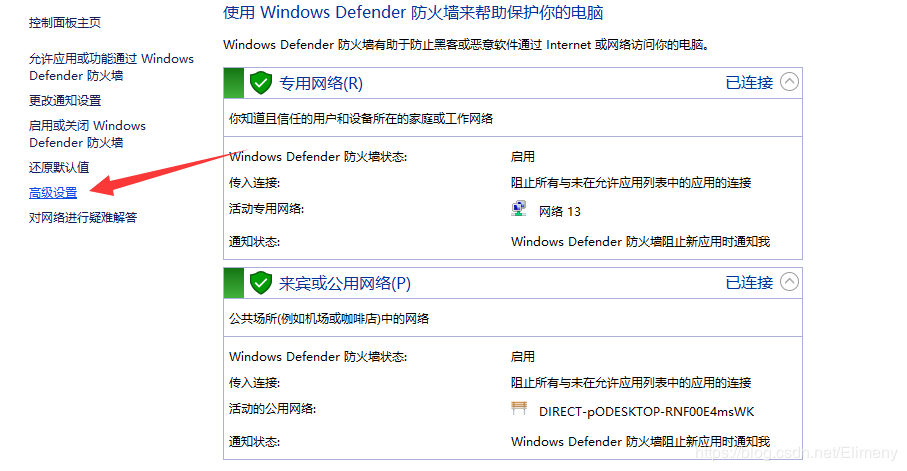 控制面板主页
允许应用或功能通过 Windows
Defender 防火墙
更改通知设置
启用或关闭 Windows
Defender 防火墙
还原默认值
高级设置
对网络进行疑难解答
使用 Windows Defender 防火墙来帮助保护你的电脑
Windows Defender 防火墙有助于防止黑客或恶意软件通过 Internet 或网络访问你的电脑。
专用网络(R) 已连接
你知道且信任的用户和设备所在的家庭或工作网络
Windows Defender 防火墙状态: 启用
传入连接: 阻止所有与未在允许应用列表中的应用的连接
活动专用网络: 网络 13
通知状态: Windows Defender 防火墙阻止新应用时通知我
来宾或公用网络(P) 已连接
公共场所(例如机场或咖啡店)中的网络
Windows Defender 防火墙状态: 启用
传入连接: 阻止所有与未在允许应用列表中的应用的连接
活动的公用网络: DIRECT-pODESKTOP-RNF00E4msWK
通知状态: Windows Defender 防火墙阻止新应用时通知我
https://blog.csdn.net/Elimeny